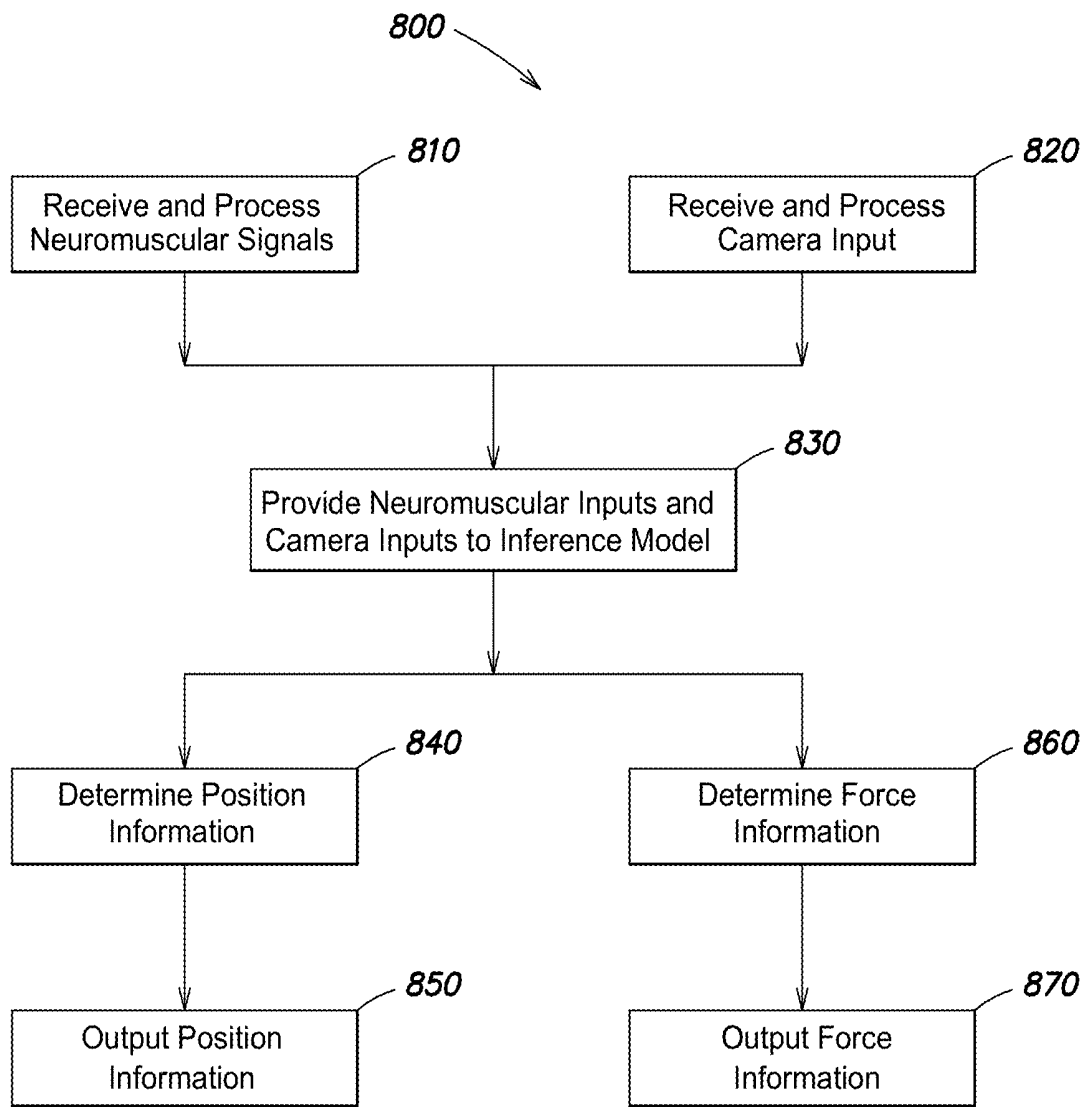 800
810
820
Receive and Process
Neuromuscular Signals
Receive and Process
Camera Input
830
Provide Neuromuscular Inputs and
Camera Inputs to Inference Model
840
860
Determine Position
Information
Determine Force
Information
850
870
Output Position
Information
Output Force
Information